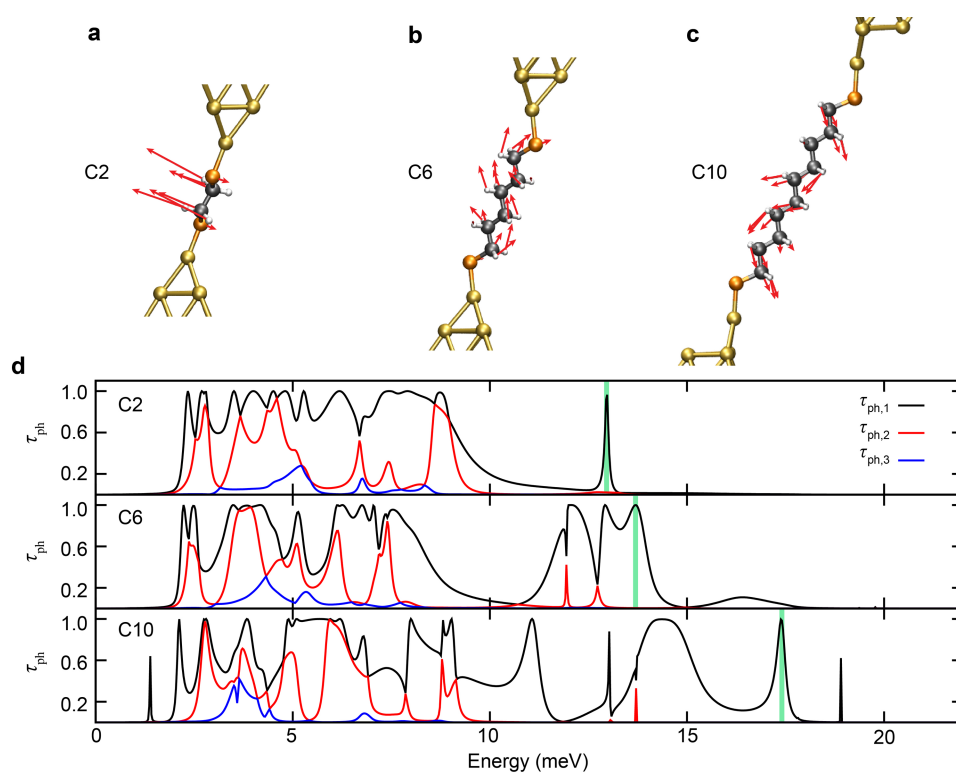 a
b
c
C2
C6
C10
d
C2
1.0
0.6
0.2
τph
τph,1
τph,2
τph,3
C6
1.0
0.6
0.2
τph
C10
1.0
0.6
0.2
τph
0 5 10 15 20
Energy (meV)